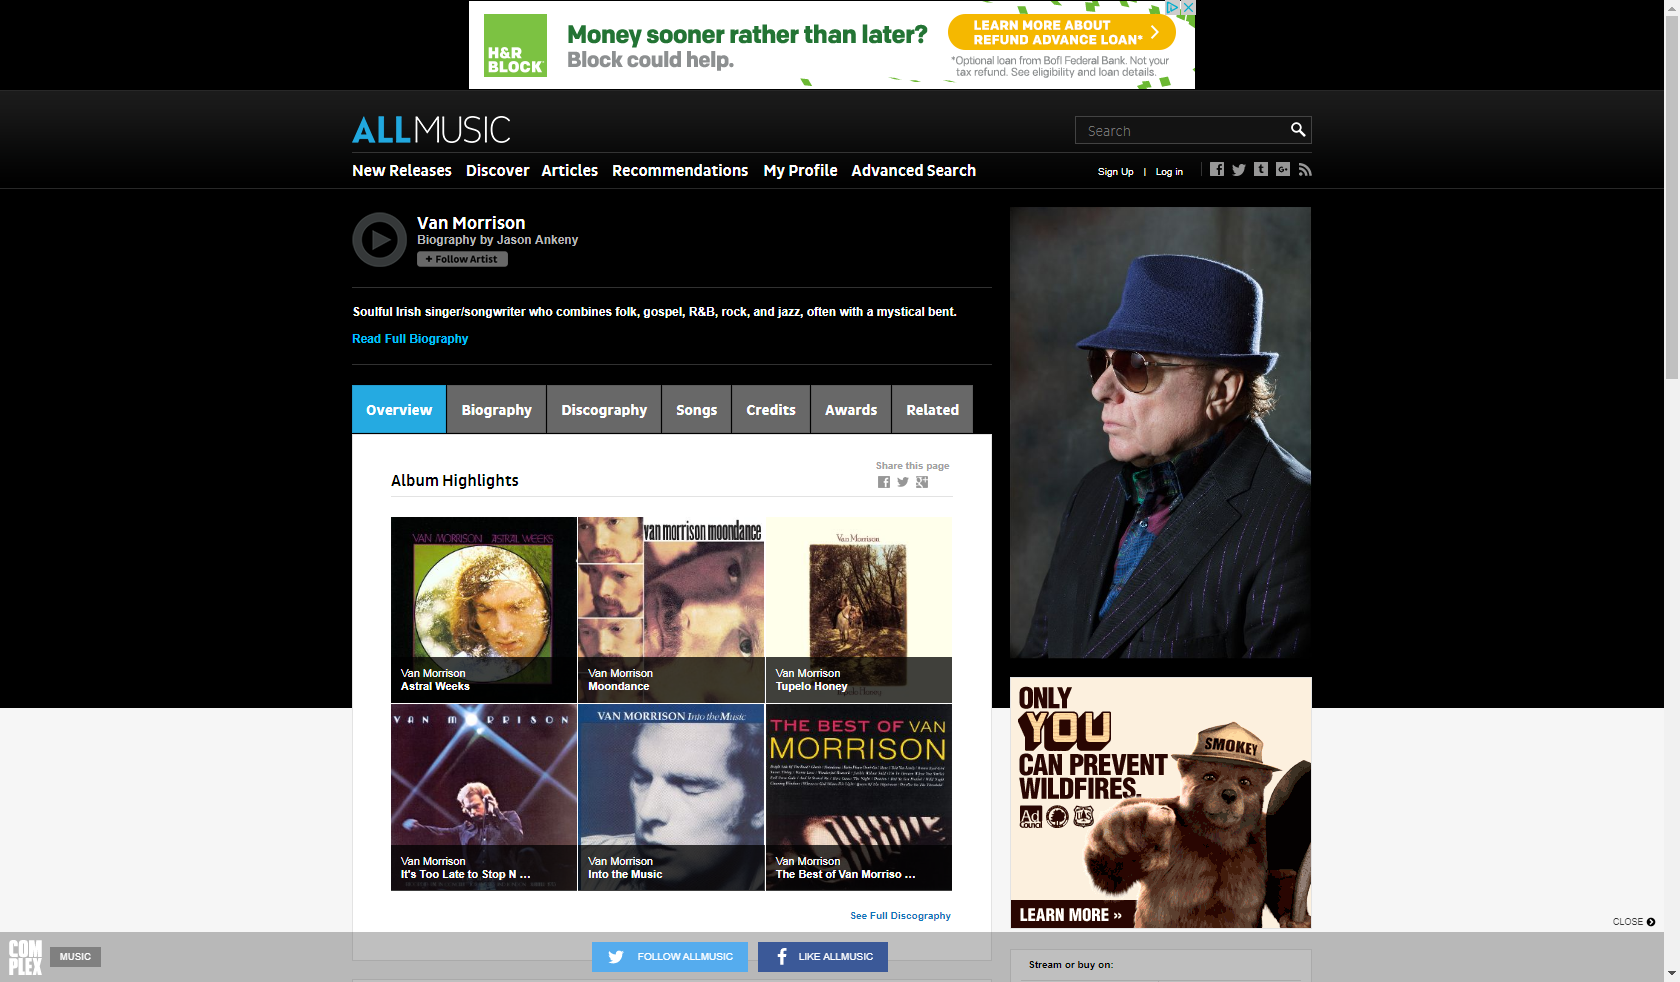 H&R
BLOCK
Money sooner rather than later?
Block could help.
LEARN MORE ABOUT
REFUND ADVANCE LOAN*
*Optional loan from BofI Federal Bank. Not your
tax refund. See eligibility and loan details.
ALLMUSIC
Search
New Releases Discover Articles Recommendations My Profile Advanced Search
Sign Up | Log in
Van Morrison
Biography by Jason Ankeny
+ Follow Artist
Soulful Irish singer/songwriter who combines folk, gospel, R&B, rock, and jazz, often with a mystical bent.
Read Full Biography
Overview Biography Discography Songs Credits Awards Related
Share this page
Album Highlights
VAN MORRISON ASTRAL WEEKS
van morrison moondance
Van Morrison
Van Morrison
Astral Weeks
Van Morrison
Moondance
Van Morrison
Tupelo Honey
Tupelo Honey
VAN MORRISON
VAN MORRISON Into the Music
THE BEST OF VAN
MORRISON
Van Morrison
It's Too Late to Stop N ...
Van Morrison
Into the Music
Van Morrison
The Best of Van Morriso ...
See Full Discography
ONLY
YOU
CAN PREVENT
WILDFIRES.
SMOKEY
Ad
Council
US
LEARN MORE »
CLOSE
COM
PLEX
MUSIC
FOLLOW ALLMUSIC
LIKE ALLMUSIC
Stream or buy on: